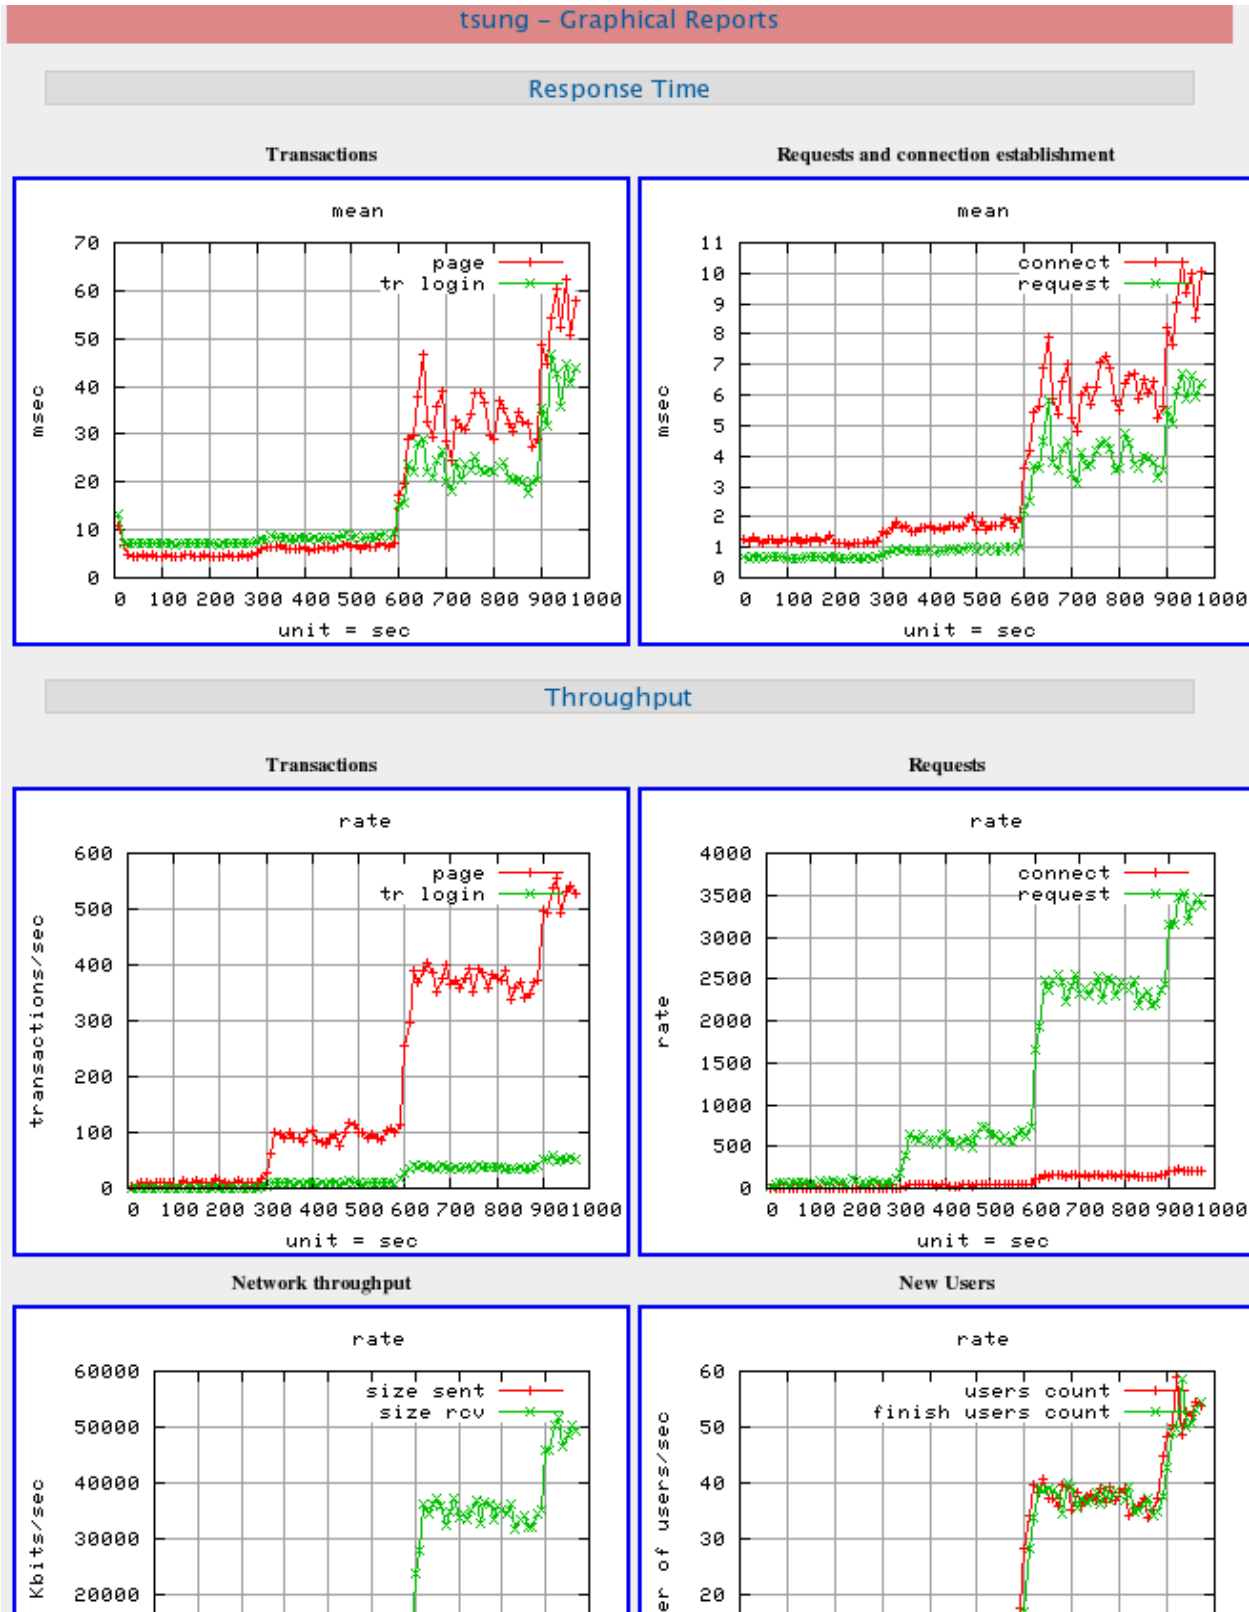 tsung – Graphical Reports
Response Time
Transactions
Requests and connection establishment
mean
70
60
50
40
30
20
10
0
msec
page
tr login
0 100 200 300 400 500 600 700 800 900 1000
unit = sec
mean
11
10
9
8
7
6
5
4
3
2
1
0
msec
connect
request
0 100 200 300 400 500 600 700 800 900 1000
unit = sec
Throughput
Transactions
Requests
rate
600
500
400
300
200
100
0
transactions/sec
page
tr login
0 100 200 300 400 500 600 700 800 900 1000
unit = sec
rate
4000
3500
3000
2500
2000
1500
1000
500
0
rate
connect
request
0 100 200 300 400 500 600 700 800 900 1000
unit = sec
Network throughput
New Users
rate
60000
50000
40000
30000
20000
Kbits/sec
size sent
size rcv
rate
60
50
40
30
20
er of users/sec
users count
finish users count